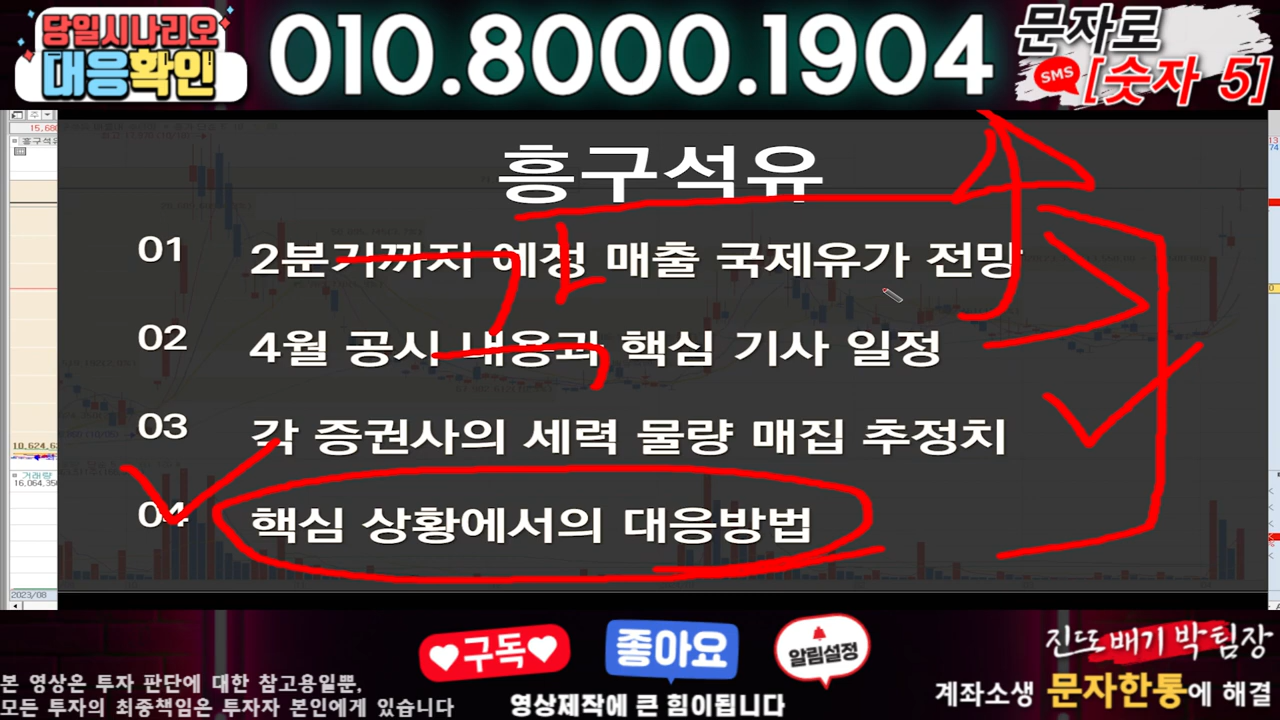 당일시나리오
대응확인
010.8000.1904
문자로
SMS
[숫자 5]
흥구석유
01 2분기까지 예정 매출 국제유가 전망
02 4월 공시 내용과 핵심 기사 일정
03 각 증권사의 세력 물량 매집 추정치
04 핵심 상황에서의 대응방법
거래량
2023/08
구독
좋아요
알림설정
영상제작에 큰 힘이됩니다
본 영상은 투자 판단에 대한 참고용일뿐,
모든 투자의 최종책임은 투자자 본인에게 있습니다
진또배기 박팀장
계좌소생 문자한통에 해결